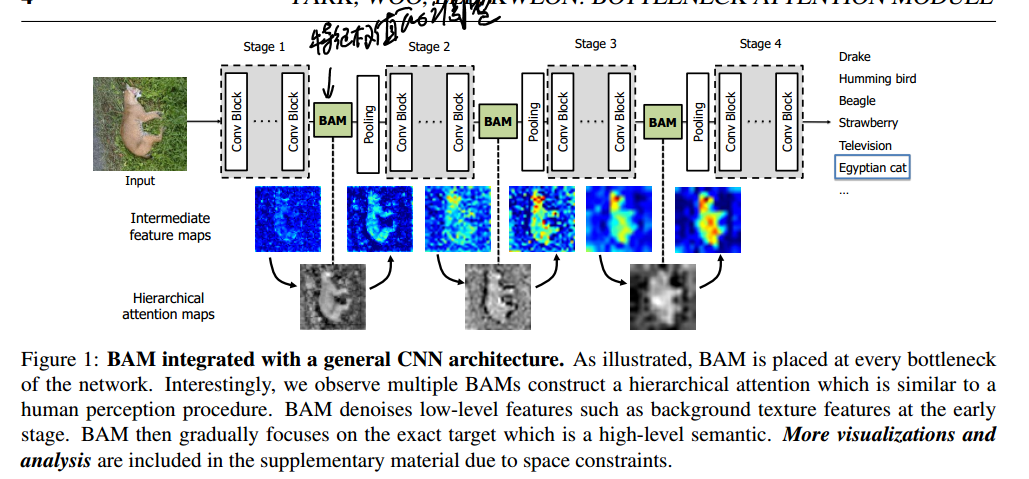 4 PARK, WOO, LEE, KWEON: BOTTLENECK ATTENTION MODULE
Stage 1
Stage 2
Stage 3
Stage 4
Conv Block
....
Conv Block
BAM
Pooling
Conv Block
....
Conv Block
BAM
Pooling
Conv Block
....
Conv Block
BAM
Pooling
Conv Block
....
Conv Block
Drake
Humming bird
Beagle
Strawberry
Television
Egyptian cat
...
Input
Intermediate
feature maps
Hierarchical
attention maps
Figure 1: BAM integrated with a general CNN architecture. As illustrated, BAM is placed at every bottleneck
of the network. Interestingly, we observe multiple BAMs construct a hierarchical attention which is similar to a
human perception procedure. BAM denoises low-level features such as background texture features at the early
stage. BAM then gradually focuses on the exact target which is a high-level semantic. More visualizations and
analysis are included in the supplementary material due to space constraints.